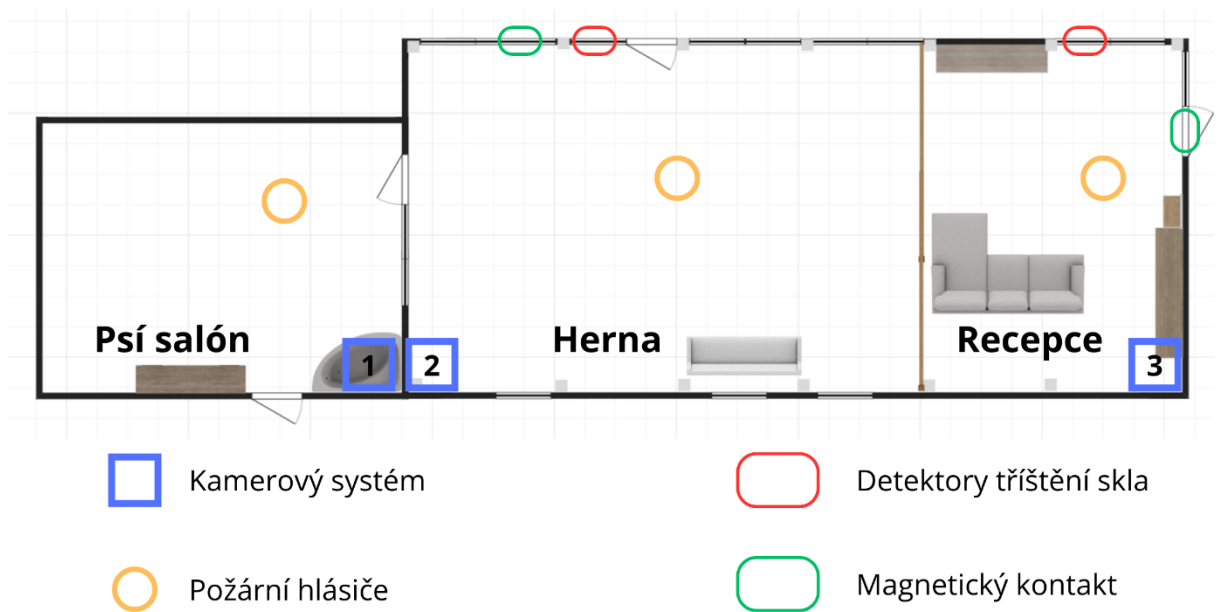 Psí salón
Herna
Recepce
1
2
3
Kamerový systém
Detektory tříštění skla
Požární hlásiče
Magnetický kontakt